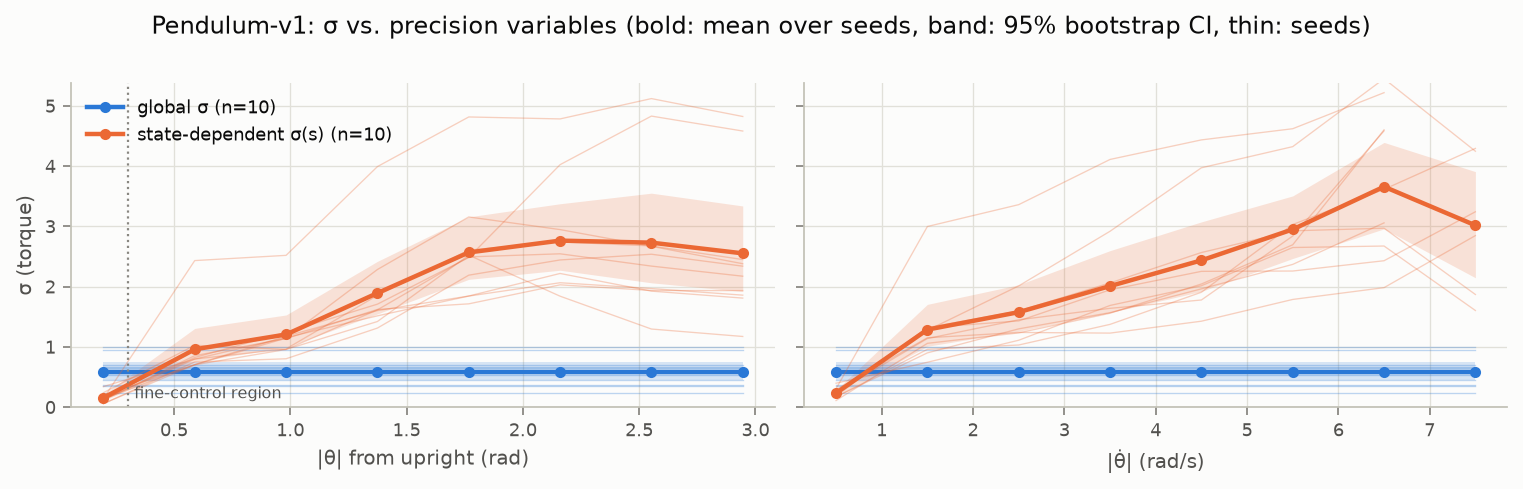 Pendulum-v1: σ vs. precision variables (bold: mean over seeds, band: 95% bootstrap CI, thin: seeds)
global σ (n=10)
state-dependent σ(s) (n=10)
fine-control region
σ (torque)
5
4
3
2
1
0
0.5 1.0 1.5 2.0 2.5 3.0
|θ| from upright (rad)
1 2 3 4 5 6 7
|θ̇| (rad/s)